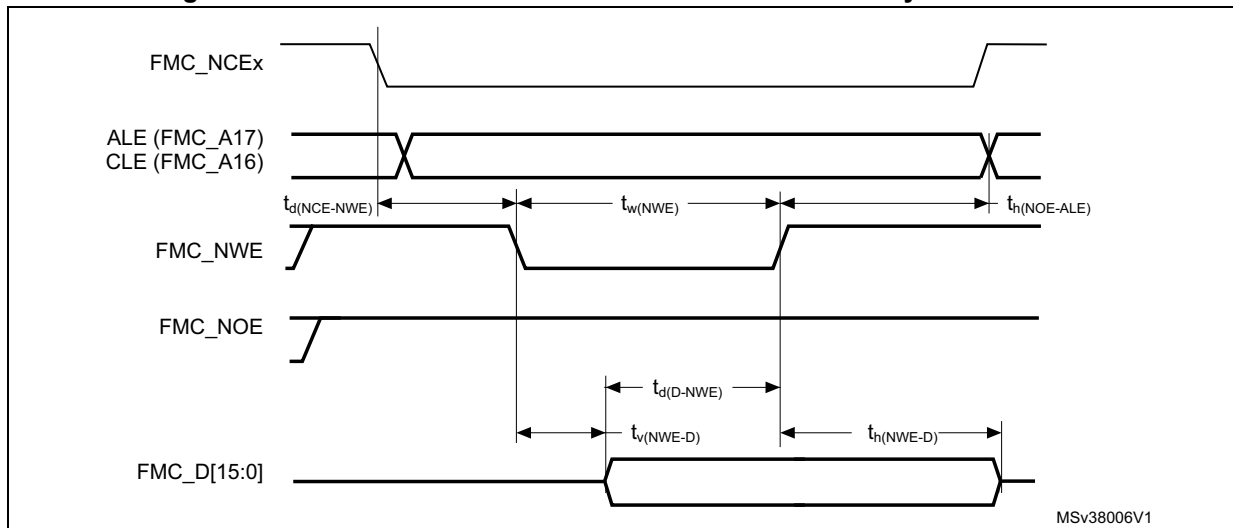 FMC_NCEx
ALE (FMC_A17)
CLE (FMC_A16)
td(NCE-NWE)
tw(NWE)
th(NOE-ALE)
FMC_NWE
FMC_NOE
td(D-NWE)
tv(NWE-D)
th(NWE-D)
FMC_D[15:0]
MSv38006V1